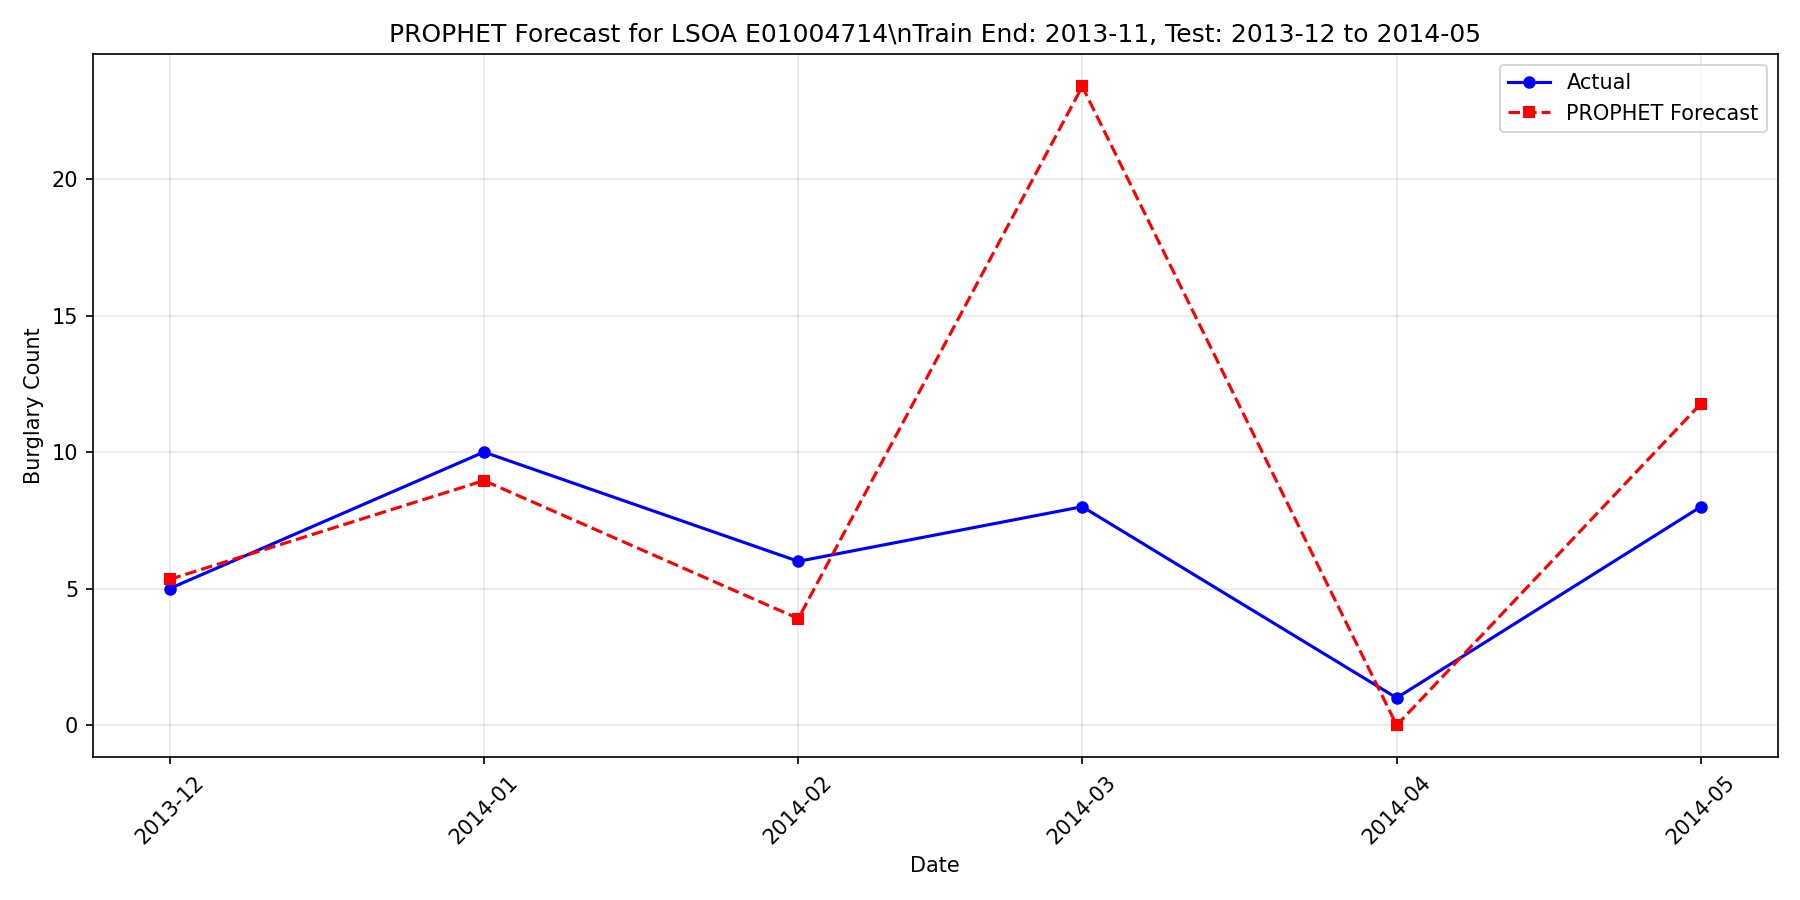 PROPHET Forecast for LSOA E01004714\nTrain End: 2013-11, Test: 2013-12 to 2014-05
Actual
PROPHET Forecast
Burglary Count
20
15
10
5
0
2013-12
2014-01
2014-02
2014-03
2014-04
2014-05
Date